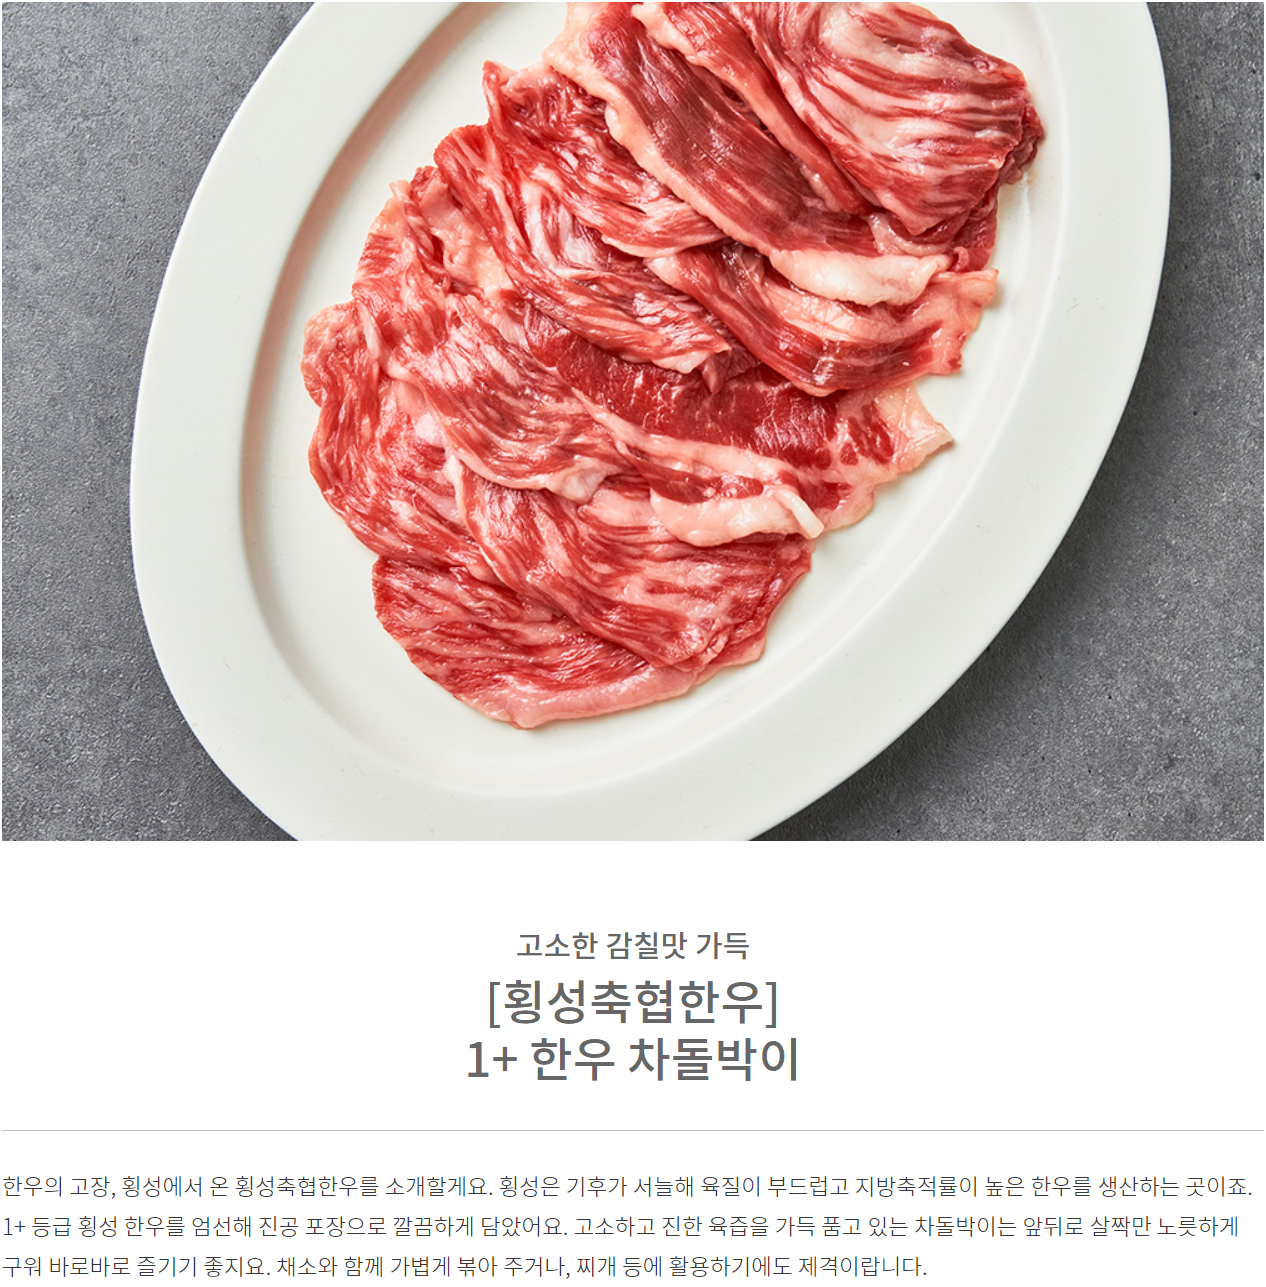 고소한 감칠맛 가득
[횡성축협한우]
1+ 한우 차돌박이
한우의 고장, 횡성에서 온 횡성축협한우를 소개할게요. 횡성은 기후가 서늘해 육질이 부드럽고 지방축적률이 높은 한우를 생산하는 곳이죠.
1+ 등급 횡성 한우를 엄선해 진공 포장으로 깔끔하게 담았어요. 고소하고 진한 육즙을 가득 품고 있는 차돌박이는 앞뒤로 살짝만 노릇하게
구워 바로바로 즐기기 좋지요. 채소와 함께 가볍게 볶아 주거나, 찌개 등에 활용하기에도 제격이랍니다.